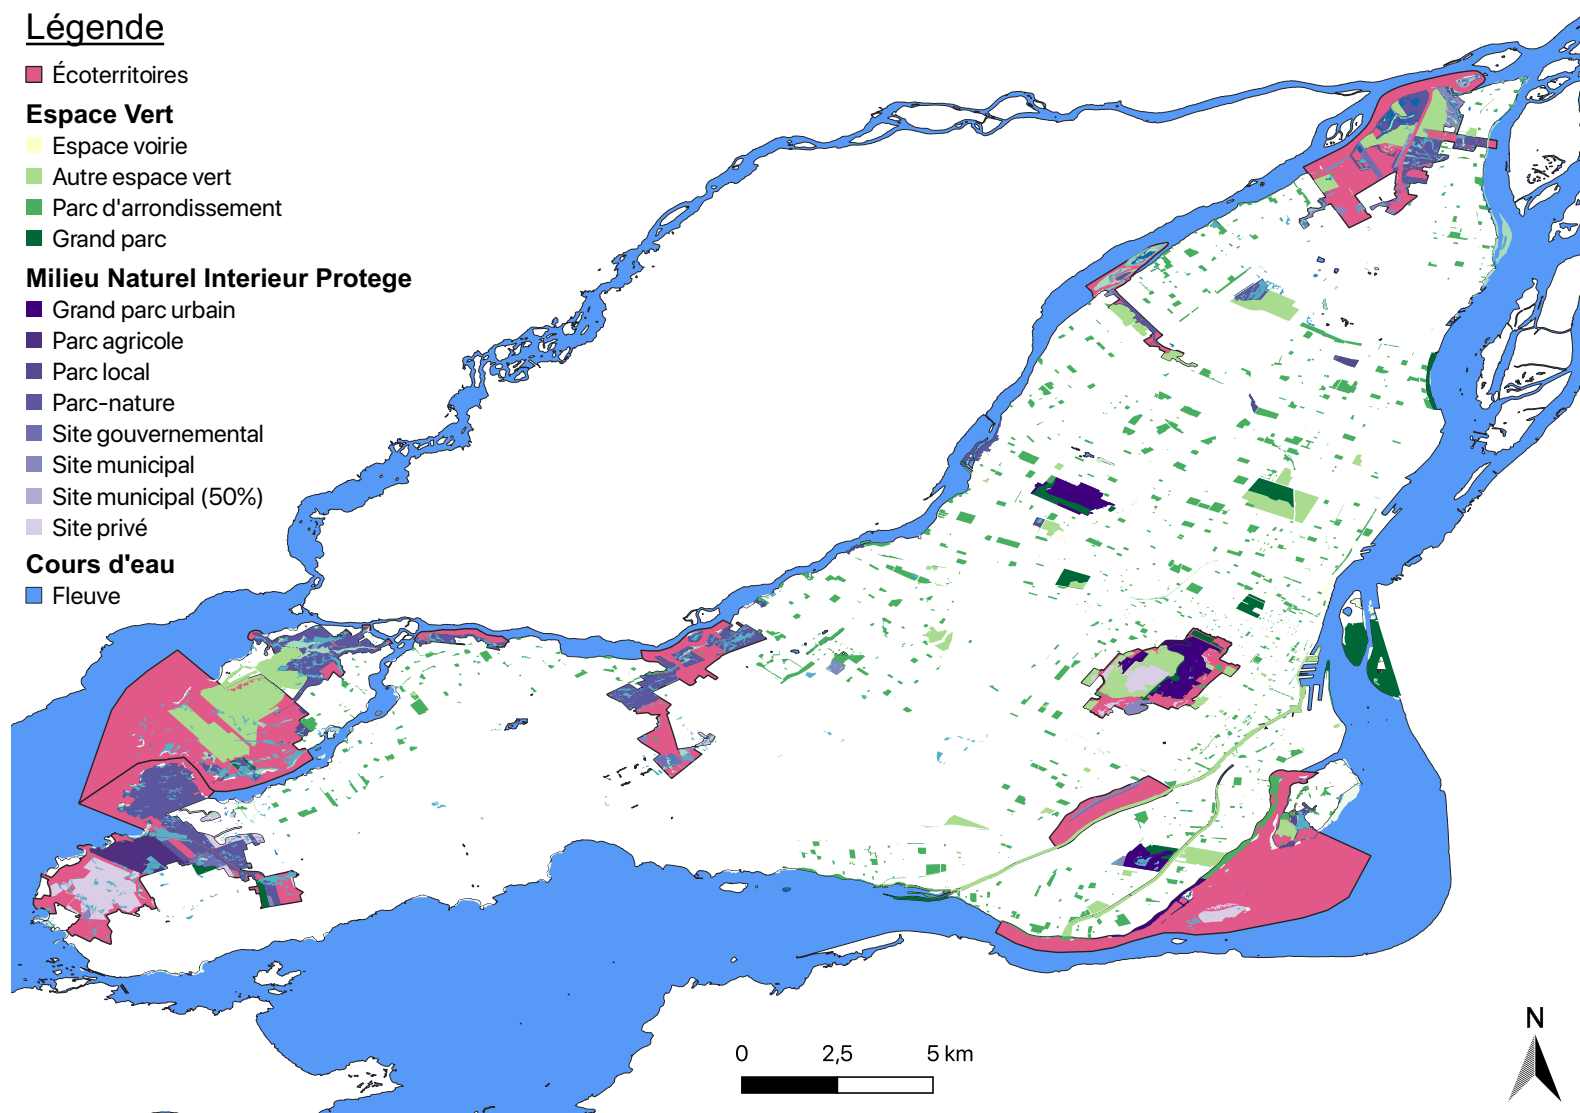 Légende
Écoterritoires
Espace Vert
Espace voirie
Autre espace vert
Parc d'arrondissement
Grand parc
Milieu Naturel Interieur Protege
Grand parc urbain
Parc agricole
Parc local
Parc-nature
Site gouvernemental
Site municipal
Site municipal (50%)
Site privé
Cours d'eau
Fleuve
0 2,5 5 km
N